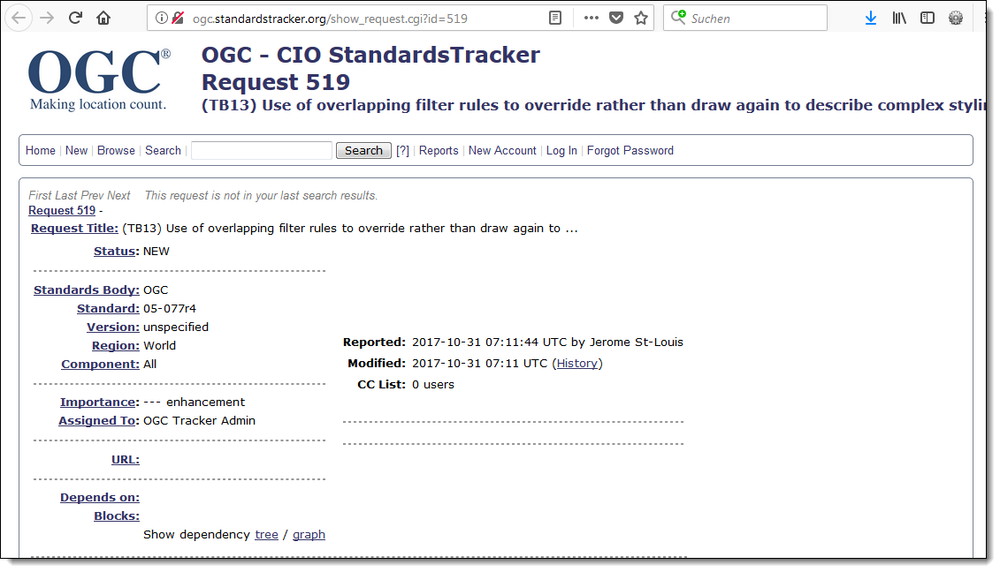 ogc.standardstracker.org/show_request.cgi?id=519
Suchen
OGC®
Making location count.
OGC - CIO StandardsTracker
Request 519
(TB13) Use of overlapping filter rules to override rather than draw again to describe complex stylin
Home | New | Browse | Search | Search [?] | Reports | New Account | Log In | Forgot Password
First Last Prev Next This request is not in your last search results.
Request 519 -
Request Title: (TB13) Use of overlapping filter rules to override rather than draw again to ...
Status: NEW
Standards Body: OGC
Standard: 05-077r4
Version: unspecified
Region: World
Component: All
Importance: --- enhancement
Assigned To: OGC Tracker Admin
URL:
Depends on:
Blocks:
Show dependency tree / graph
Reported: 2017-10-31 07:11:44 UTC by Jerome St-Louis
Modified: 2017-10-31 07:11 UTC (History)
CC List: 0 users